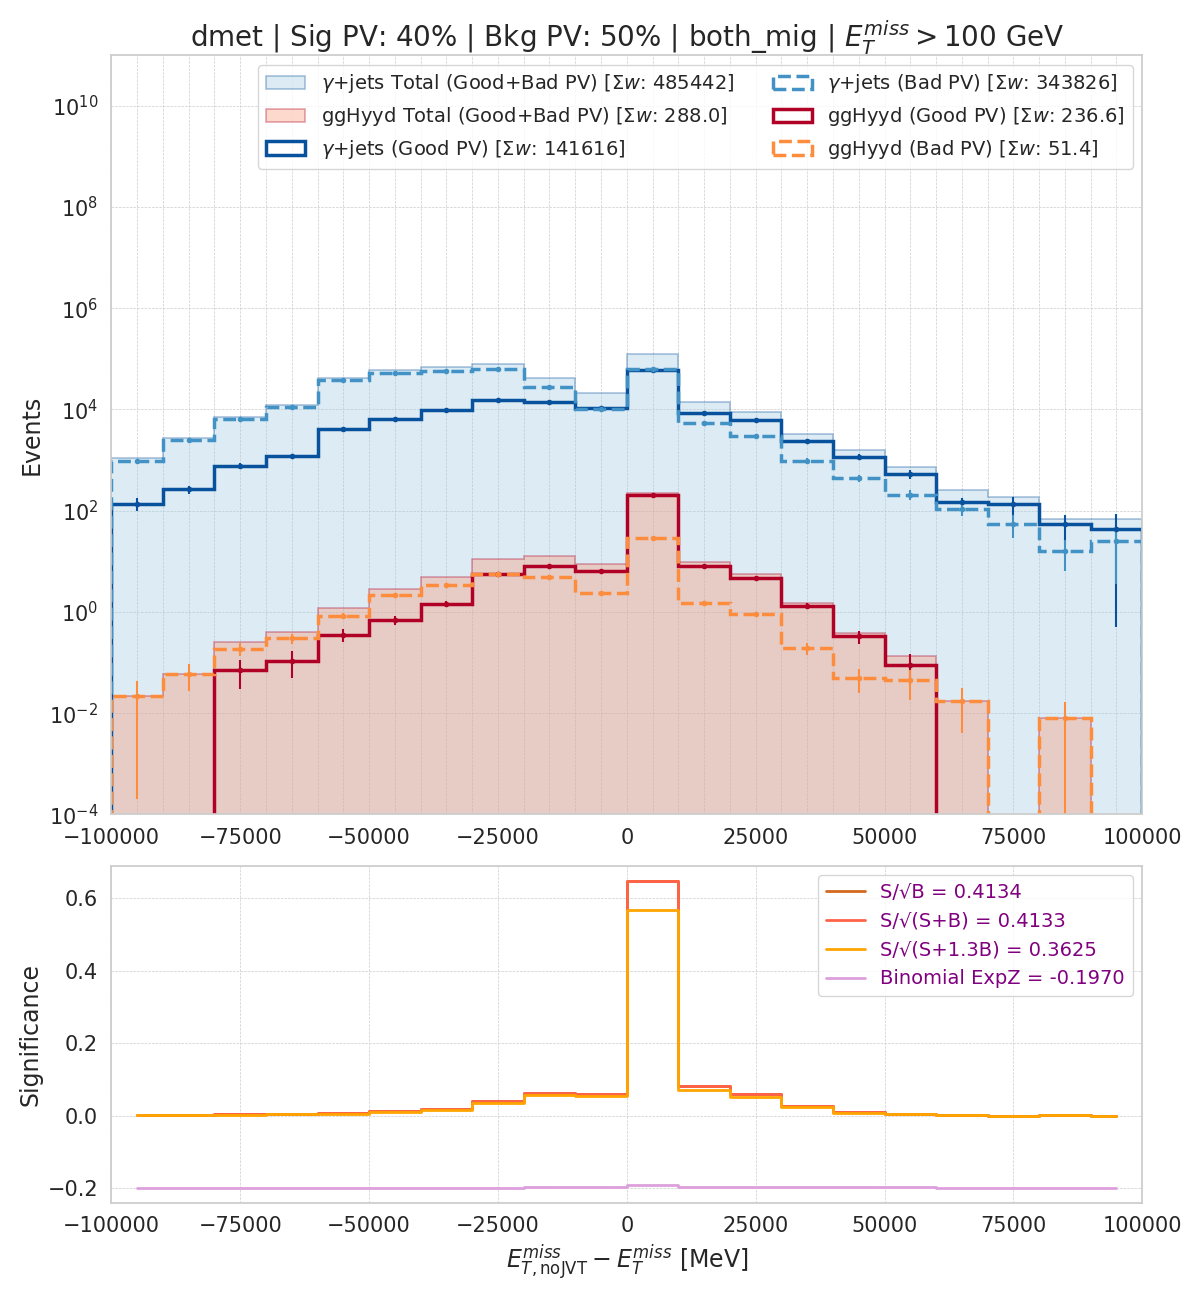 dmet | Sig PV: 40% | Bkg PV: 50% | both_mig | $E_T^{miss} > 100$ GeV
γ+jets Total (Good+Bad PV) [Σw: 485442]
ggHyyd Total (Good+Bad PV) [Σw: 288.0]
γ+jets (Good PV) [Σw: 141616]
γ+jets (Bad PV) [Σw: 343826]
ggHyyd (Good PV) [Σw: 236.6]
ggHyyd (Bad PV) [Σw: 51.4]
Events
10^10
10^8
10^6
10^4
10^2
10^0
10^−2
10^−4
−100000 −75000 −50000 −25000 0 25000 50000 75000 100000
S/√B = 0.4134
S/√(S+B) = 0.4133
S/√(S+1.3B) = 0.3625
Binomial ExpZ = -0.1970
Significance
0.6
0.4
0.2
0.0
−0.2
−100000 −75000 −50000 −25000 0 25000 50000 75000 100000
$E_{T,noJVT}^{miss} − E_T^{miss}$ [MeV]